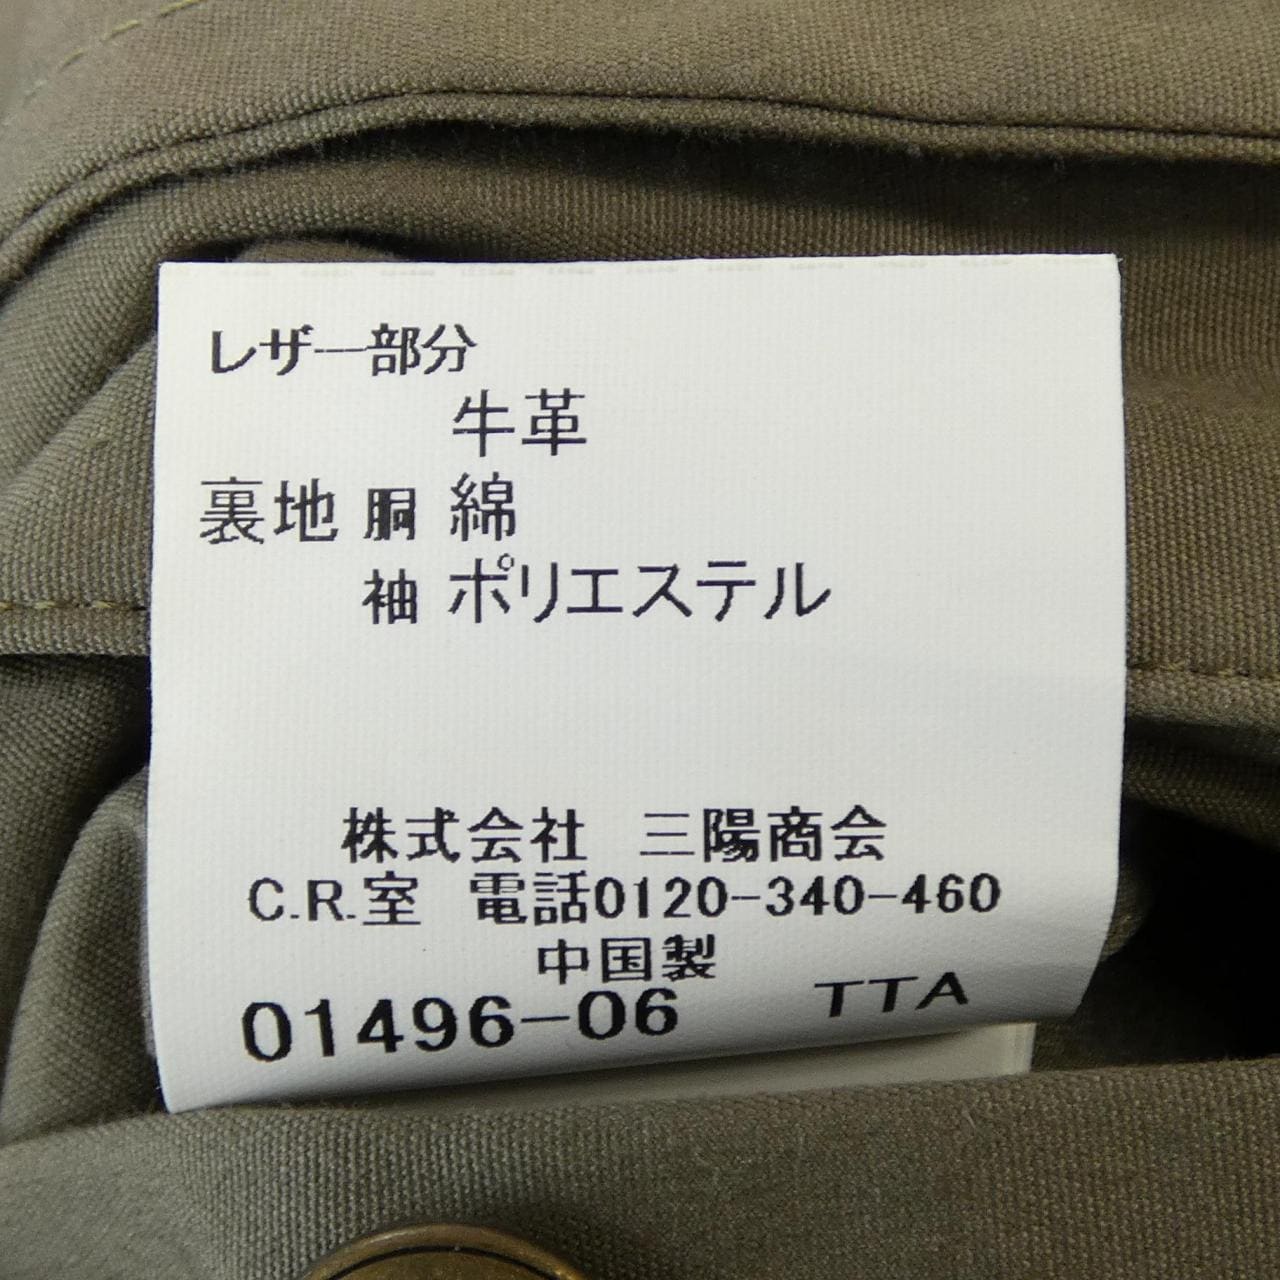 レザー部分
牛革
裏地 胴 綿
袖 ポリエステル
株式会社 三陽商会
C.R.室 電話0120-340-460
中国製
01496-06 TTA